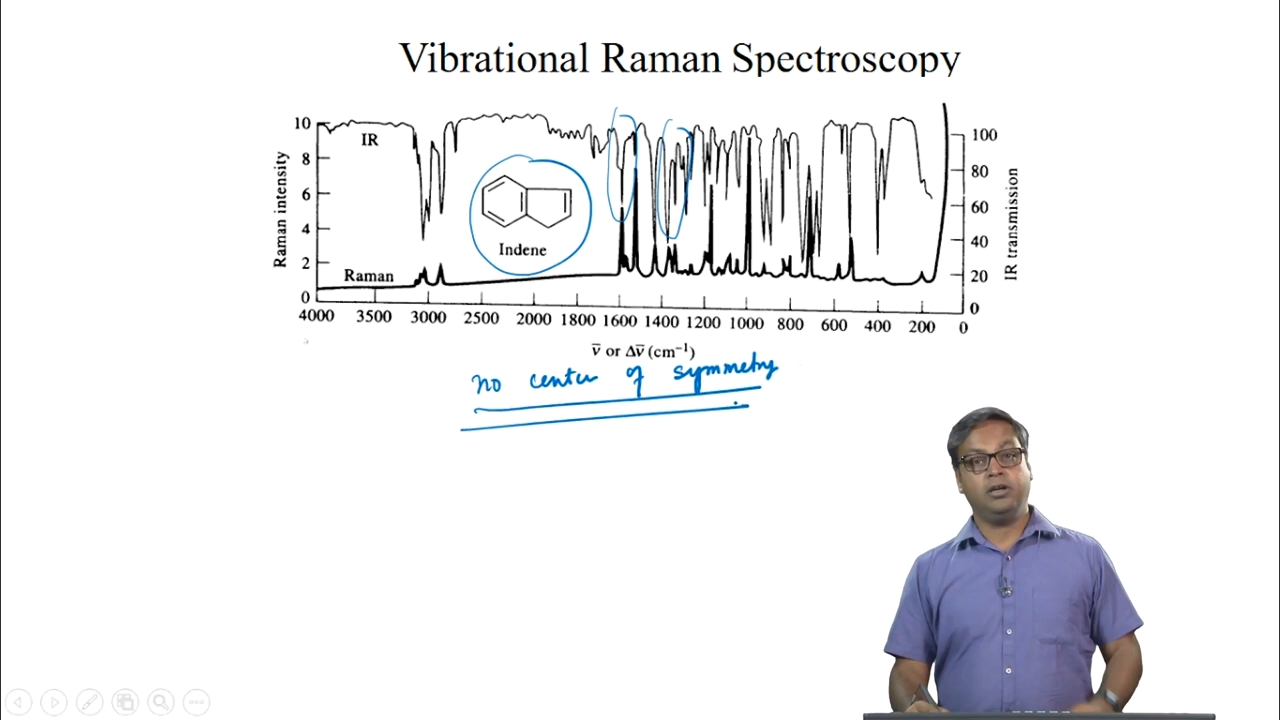 Vibrational Raman Spectroscopy
IR
Indene
Raman
Raman intensity
10
8
6
4
2
0
100
80
60
40
20
0
IR transmission
4000 3500 3000 2500 2000 1800 1600 1400 1200 1000 800 600 400 200 0
ν̅ or Δν̅ (cm⁻¹)
no center of symmetry